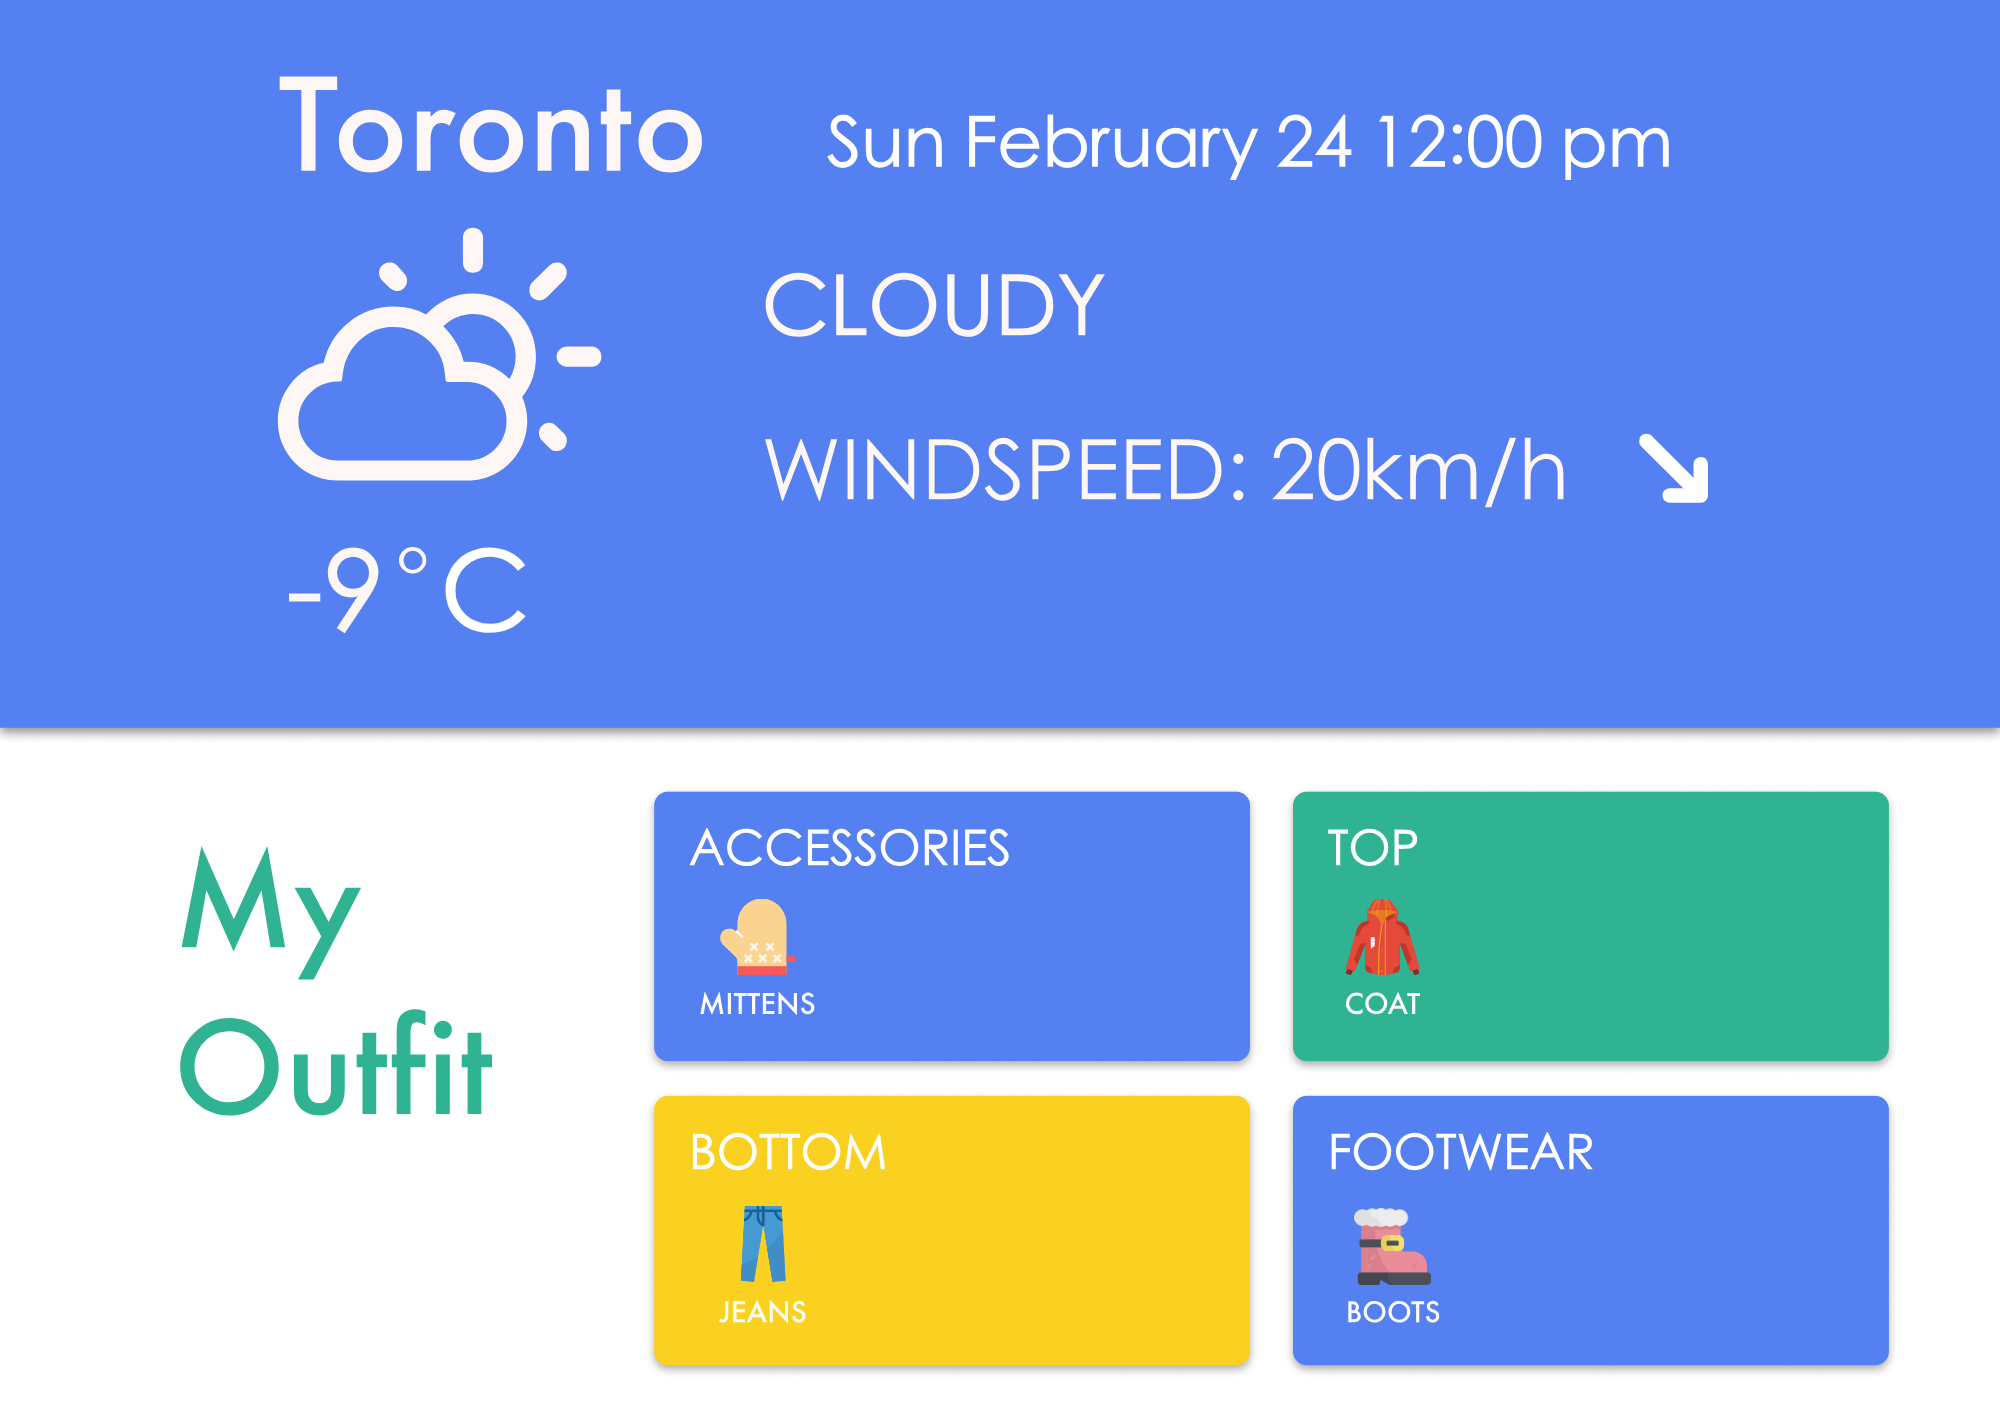 Toronto
Sun February 24 12:00 pm
CLOUDY
WINDSPEED: 20km/h
-9°C
My
Outfit
ACCESSORIES
MITTENS
TOP
COAT
BOTTOM
JEANS
FOOTWEAR
BOOTS